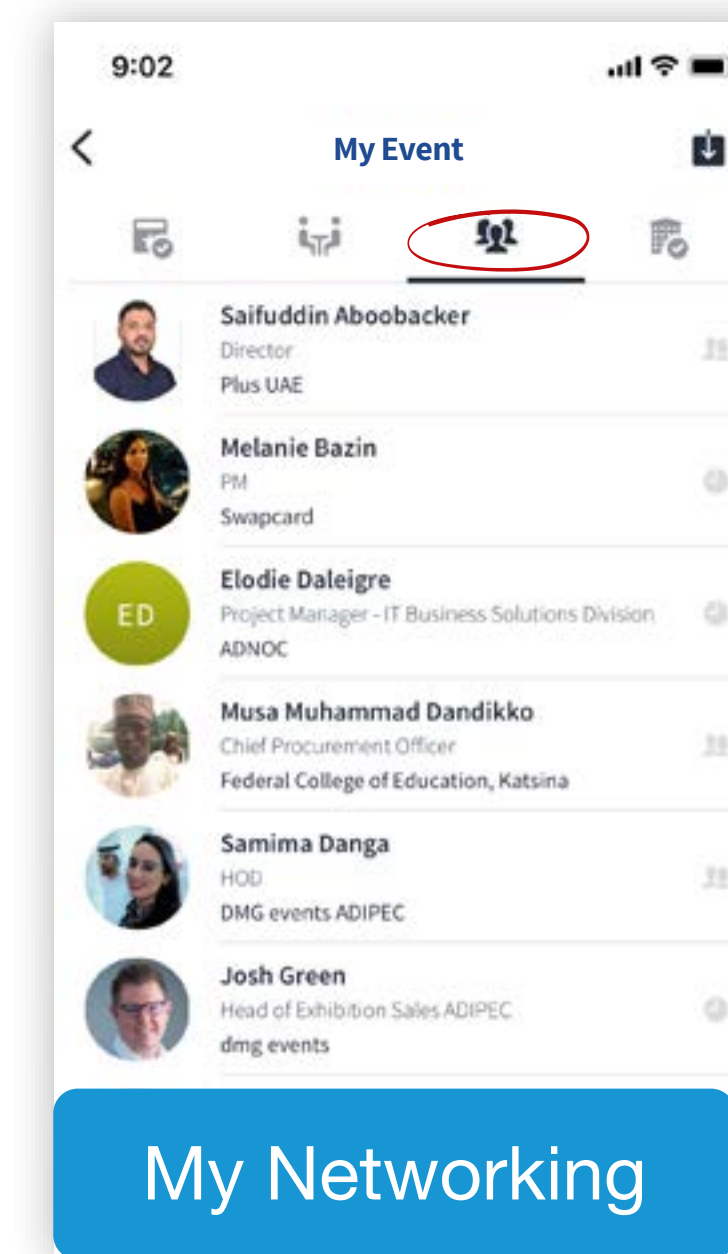 9:02
My Event
Saifuddin Aboobacker
Director
Plus UAE
Melanie Bazin
PM
Swapcard
ED
Elodie Daleigre
Project Manager - IT Business Solutions Division
ADNOC
Musa Muhammad Dandikko
Chief Procurement Officer
Federal College of Education, Katsina
Samima Danga
HOD
DMG events ADIPEC
Josh Green
Head of Exhibition Sales ADIPEC
dmg events
My Networking